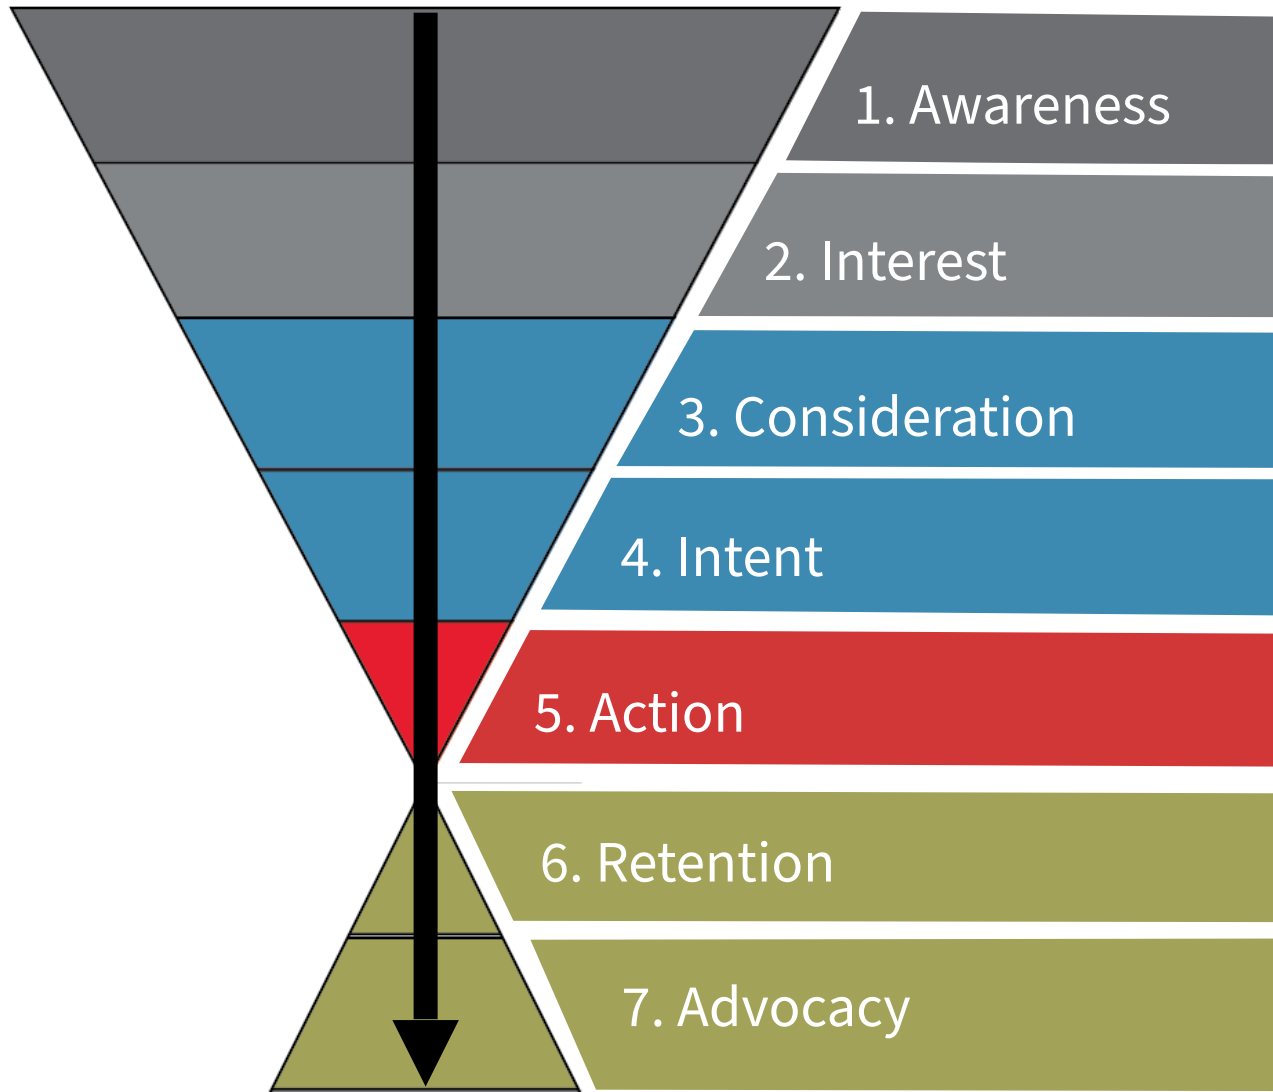 1. Awareness
2. Interest
3. Consideration
4. Intent
5. Action
6. Retention
7. Advocacy